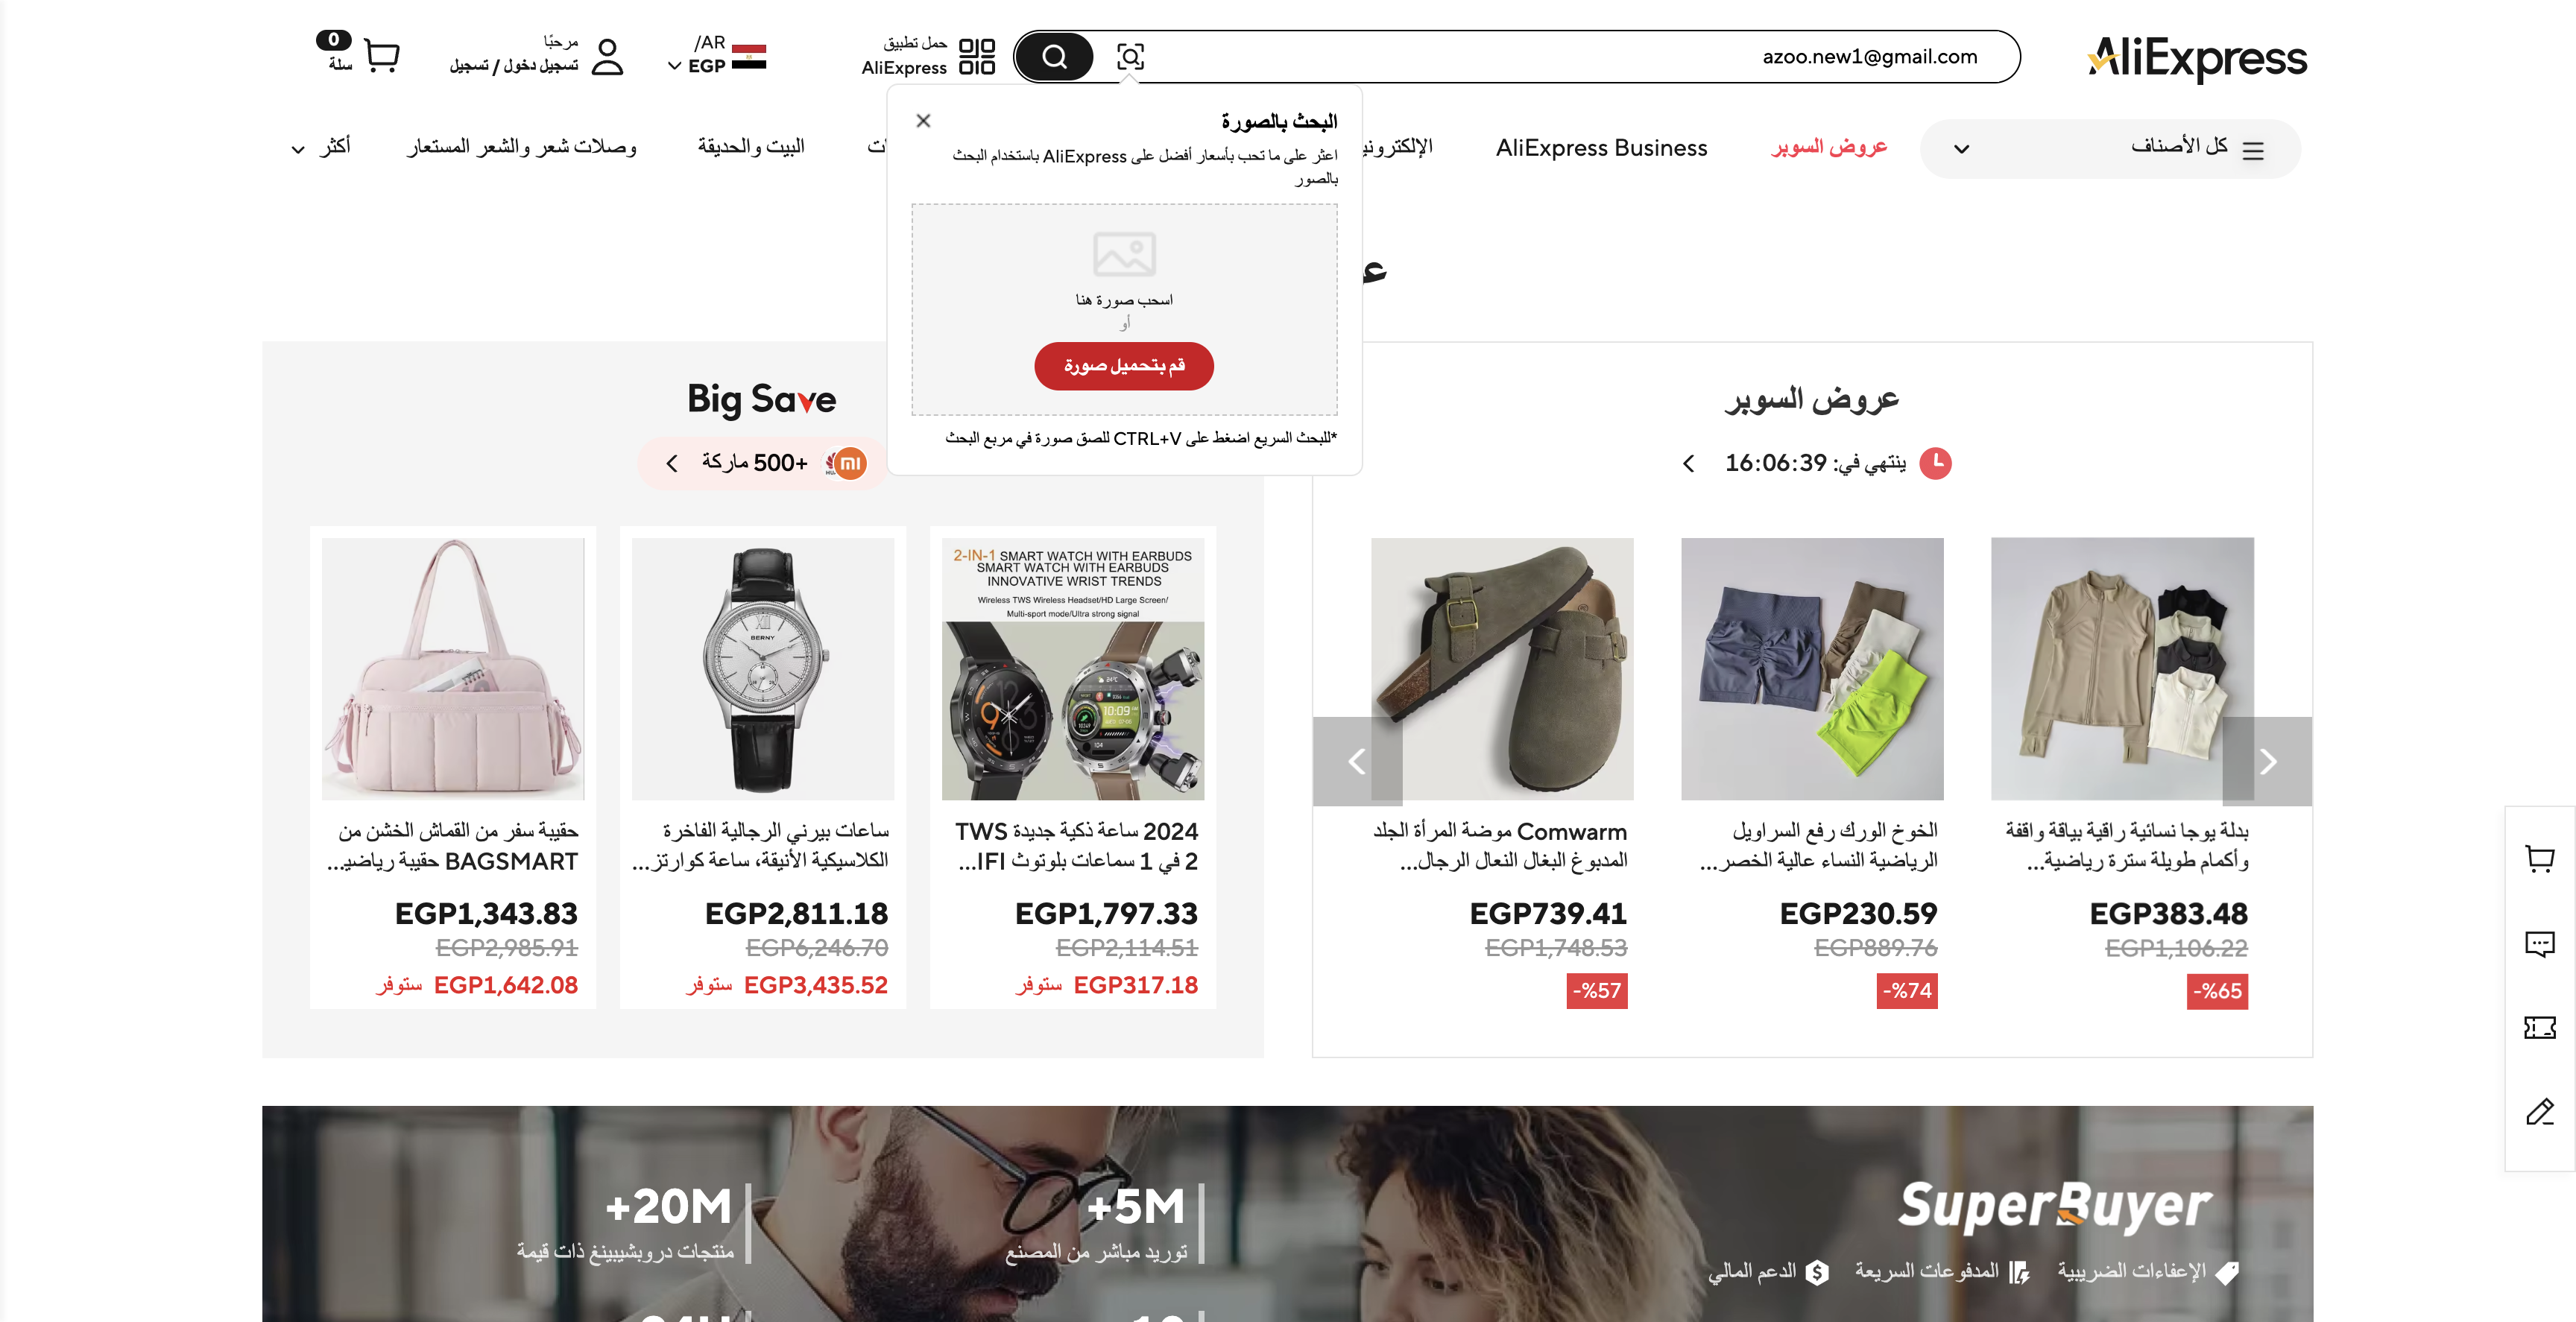 AliExpress
azoo.new1@gmail.com
حمل تطبيق
AliExpress
/AR
EGP
مرحبًا
تسجيل دخول / تسجيل
0
سلة
كل الأصناف
عروض السوبر
AliExpress Business
البيت والحديقة
وصلات شعر والشعر المستعار
أكثر
البحث بالصورة
اعثر على ما تحب بأسعار أفضل على AliExpress باستخدام البحث
بالصور
اسحب صورة هنا
أو
قم بتحميل صورة
*للبحث السريع اضغط على CTRL+V للصق صورة في مربع البحث
عروض السوبر
ينتهي في: 16:06:39
بدلة يوجا نسائية راقية بياقة واقفة
وأكمام طويلة سترة رياضية...
EGP383.48
EGP1,106.22
-%65
الخوخ الورك رفع السراويل
الرياضية النساء عالية الخصر...
EGP230.59
EGP889.76
-%74
Comwarm موضة المرأة الجلد
المدبوغ البغال النعال الرجال...
EGP739.41
EGP1,748.53
-%57
Big Save
+500 ماركة
2-IN-1 SMART WATCH WITH EARBUDS
SMART WATCH WITH EARBUDS
INNOVATIVE WRIST TRENDS
Wireless TWS Wireless Headset/HD Large Screen/
Multi-sport mode/Ultra strong signal
10:09
2024 ساعة ذكية جديدة TWS
2 في 1 سماعات بلوتوث IFI...
EGP1,797.33
EGP2,114.51
ستوفر EGP317.18
BERNY
ساعات بيرني الرجالية الفاخرة
الكلاسيكية الأنيقة، ساعة كوارتز...
EGP2,811.18
EGP6,246.70
ستوفر EGP3,435.52
حقيبة سفر من القماش الخشن من
BAGSMART حقيبة رياضيـ...
EGP1,343.83
EGP2,985.91
ستوفر EGP1,642.08
SuperBuyer
الإعفاءات الضريبية
المدفوعات السريعة
الدعم المالي
+5M
توريد مباشر من المصنع
+20M
منتجات دروبشيبينغ ذات قيمة